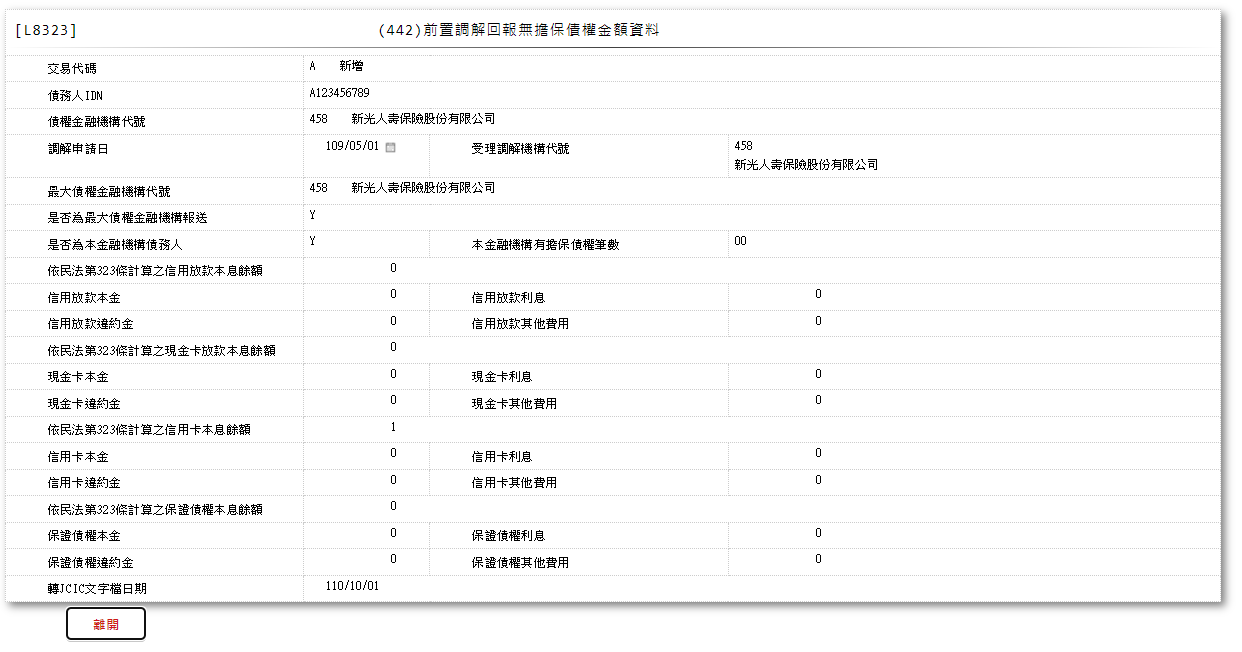 [L8323] (442)前置調解回報無擔保債權金額資料
交易代碼 A 新增
債務人IDN A123456789
債權金融機構代號 458 新光人壽保險股份有限公司
調解申請日 109/05/01 受理調解機構代號 458
新光人壽保險股份有限公司
最大債權金融機構代號 458 新光人壽保險股份有限公司
是否為最大債權金融機構報送 Y
是否為本金融機構債務人 Y 本金融機構有擔保債權筆數 00
依民法第323條計算之信用放款本息餘額 0
信用放款本金 0 信用放款利息 0
信用放款違約金 0 信用放款其他費用 0
依民法第323條計算之現金卡放款本息餘額 0
現金卡本金 0 現金卡利息 0
現金卡違約金 0 現金卡其他費用 0
依民法第323條計算之信用卡本息餘額 1
信用卡本金 0 信用卡利息 0
信用卡違約金 0 信用卡其他費用 0
依民法第323條計算之保證債權本息餘額 0
保證債權本金 0 保證債權利息 0
保證債權違約金 0 保證債權其他費用 0
轉JCIC文字檔日期 110/10/01
離開